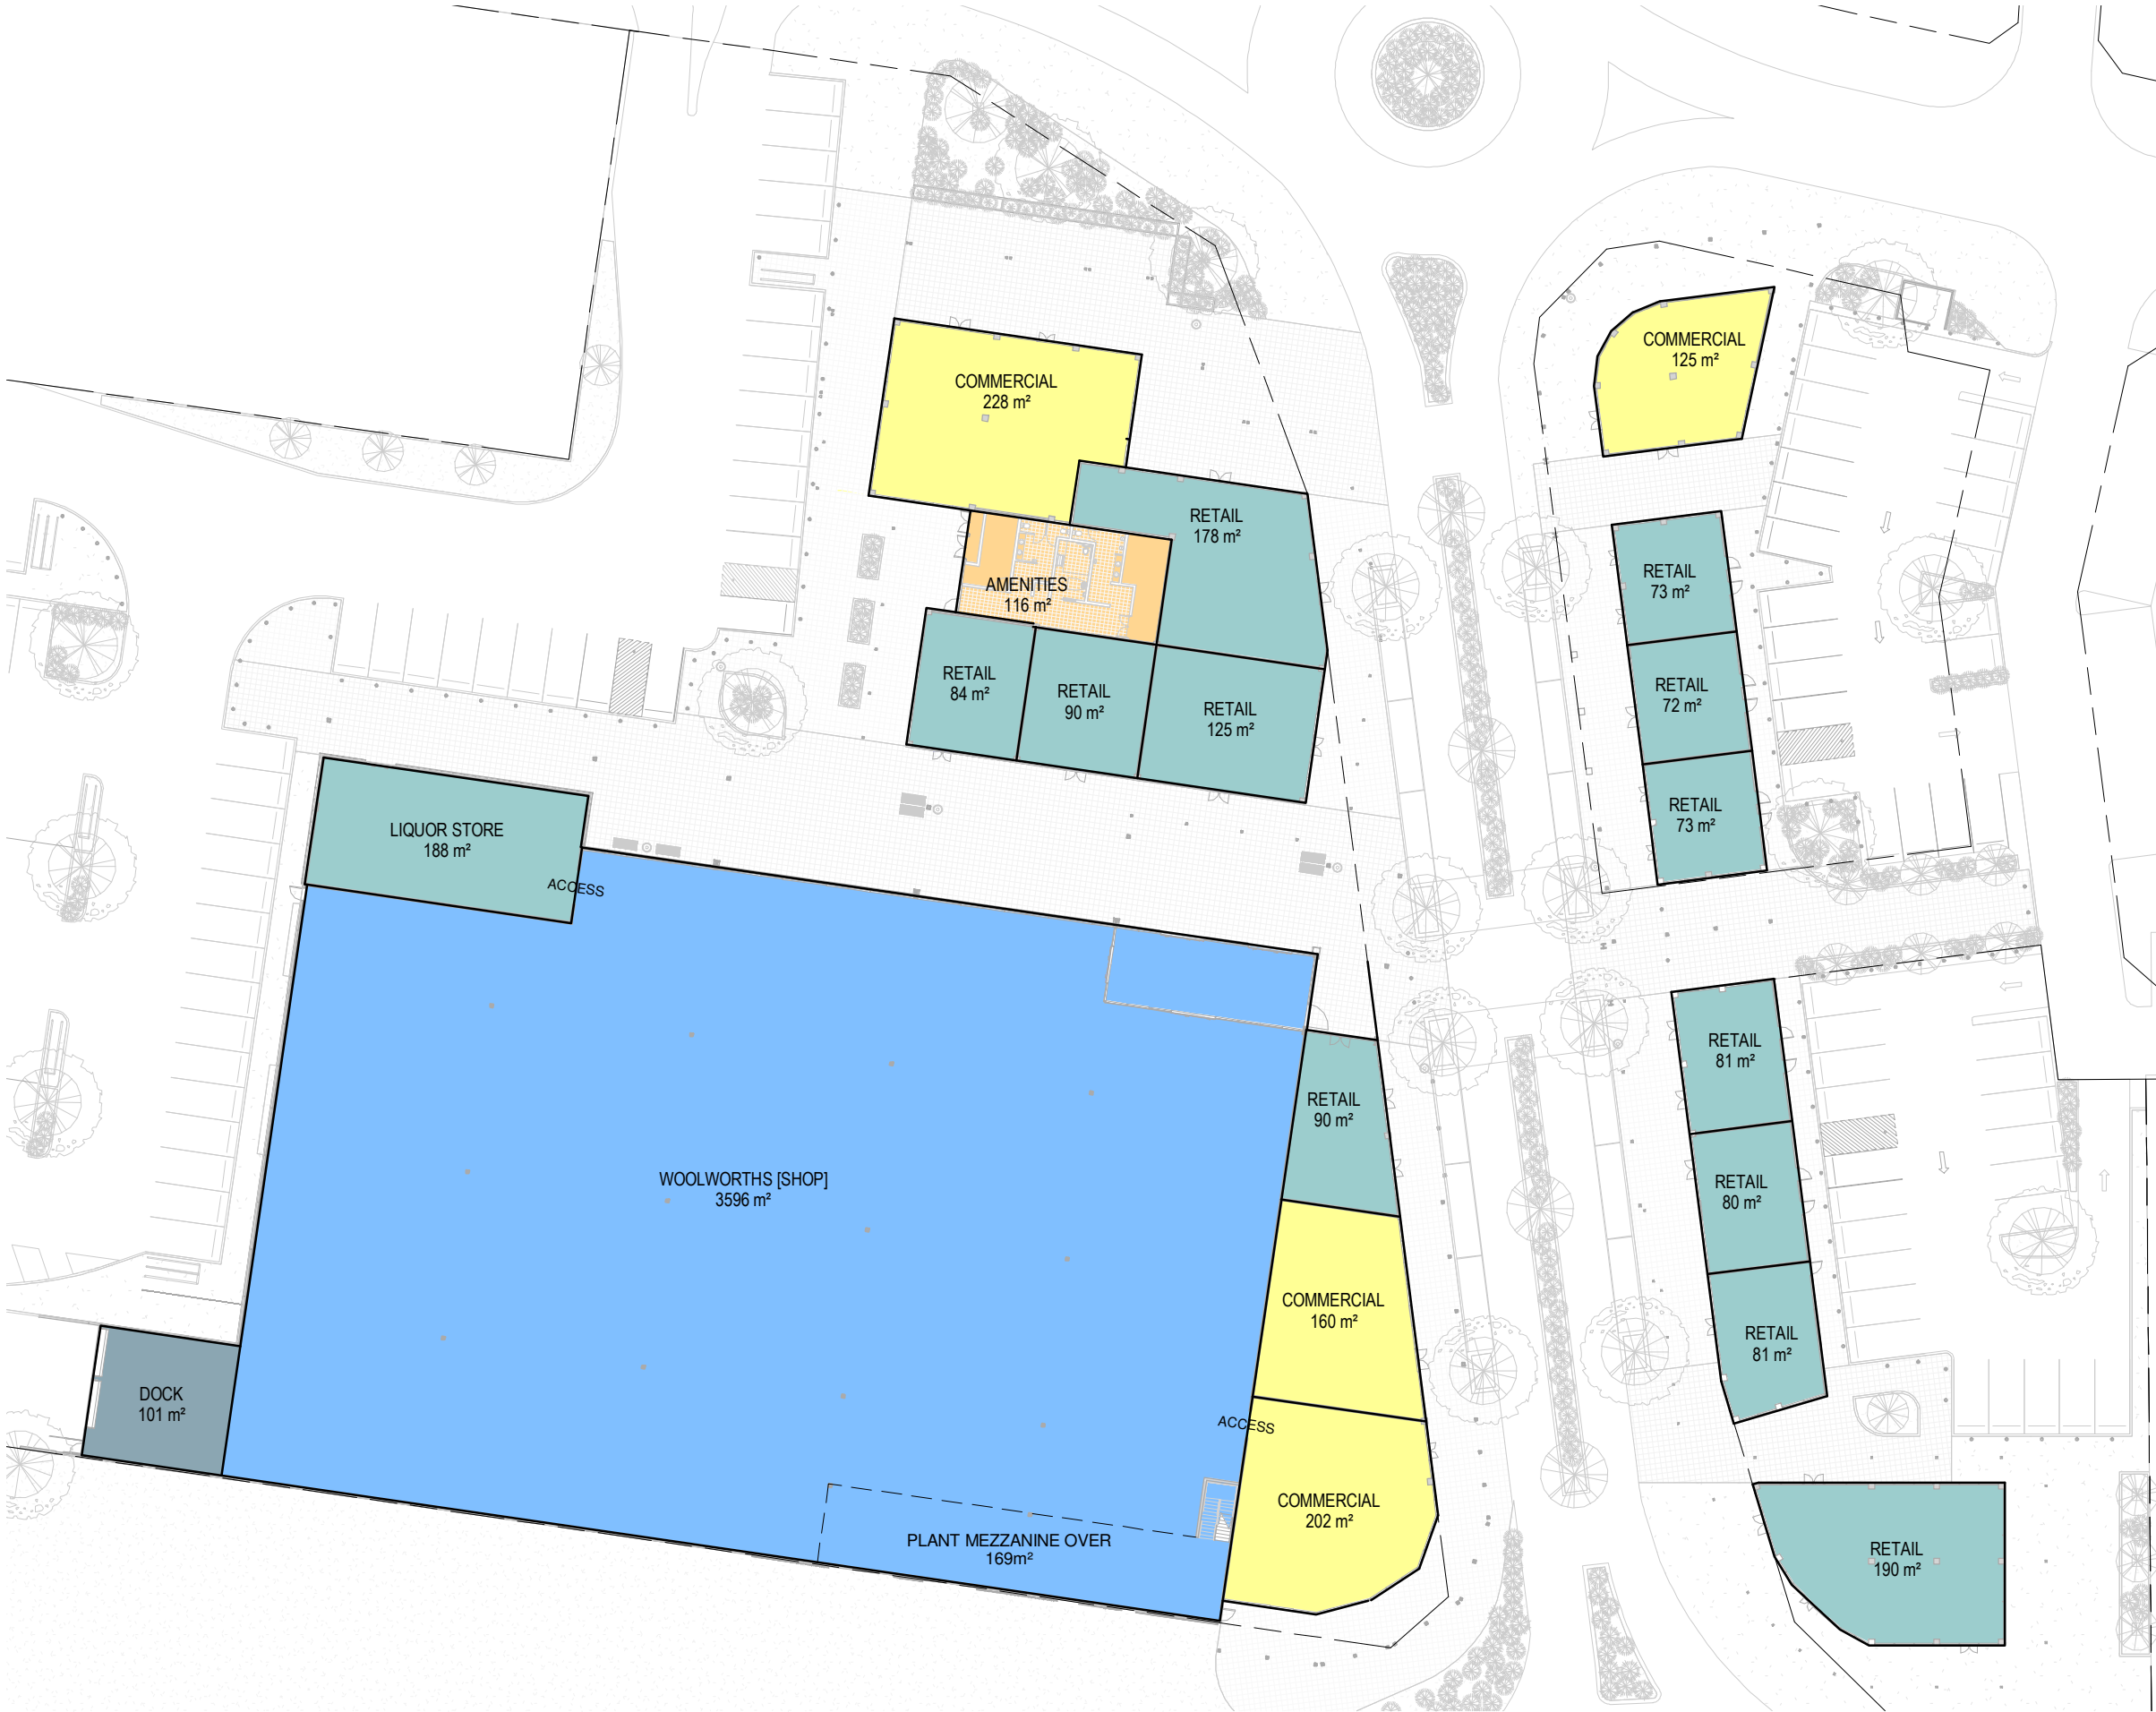 COMMERCIAL
125 m²
COMMERCIAL
228 m²
RETAIL
178 m²
RETAIL
73 m²
AMENITIES
116 m²
RETAIL
84 m²
RETAIL
90 m²
RETAIL
125 m²
RETAIL
72 m²
RETAIL
73 m²
LIQUOR STORE
188 m²
ACCESS
RETAIL
81 m²
RETAIL
90 m²
WOOLWORTHS [SHOP]
3596 m²
RETAIL
80 m²
COMMERCIAL
160 m²
RETAIL
81 m²
DOCK
101 m²
ACCESS
COMMERCIAL
202 m²
PLANT MEZZANINE OVER
169m²
RETAIL
190 m²